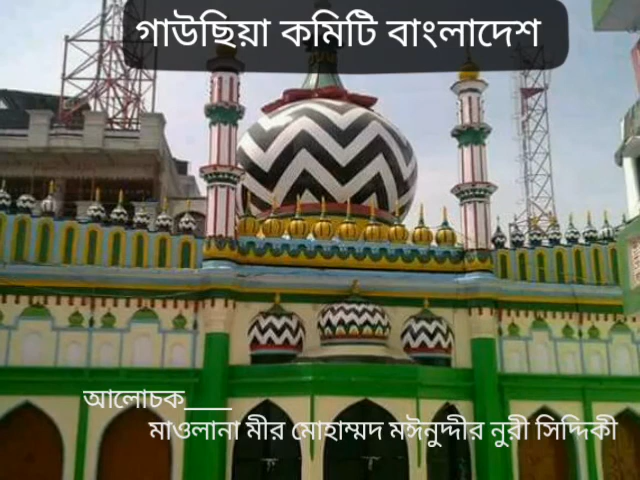 গাউছিয়া কমিটি বাংলাদেশ
আলোচক____
মাওলানা মীর মোহাম্মদ মঈনুদ্দীর নুরী সিদ্দিকী